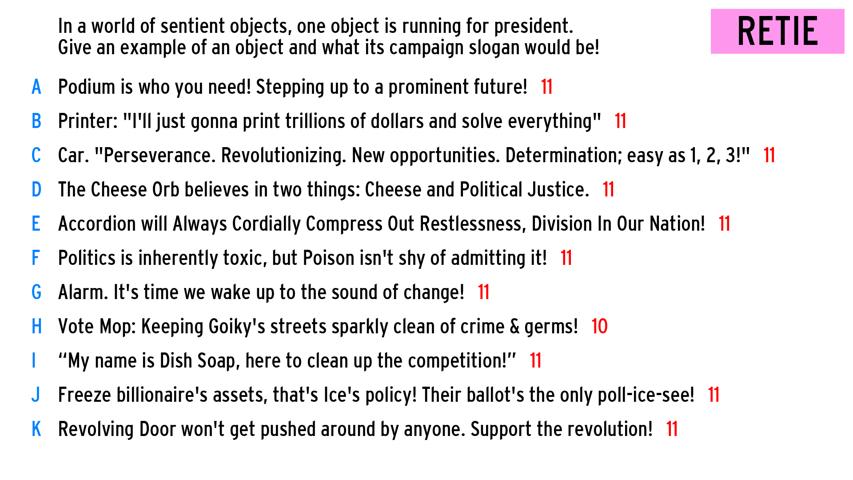 In a world of sentient objects, one object is running for president.
Give an example of an object and what its campaign slogan would be!
RETIE
A Podium is who you need! Stepping up to a prominent future! 11
B Printer: "I'll just gonna print trillions of dollars and solve everything" 11
C Car. "Perseverance. Revolutionizing. New opportunities. Determination; easy as 1, 2, 3!" 11
D The Cheese Orb believes in two things: Cheese and Political Justice. 11
E Accordion will Always Cordially Compress Out Restlessness, Division In Our Nation! 11
F Politics is inherently toxic, but Poison isn't shy of admitting it! 11
G Alarm. It's time we wake up to the sound of change! 11
H Vote Mop: Keeping Goiky's streets sparkly clean of crime & germs! 10
I “My name is Dish Soap, here to clean up the competition!” 11
J Freeze billionaire's assets, that's Ice's policy! Their ballot's the only poll-ice-see! 11
K Revolving Door won't get pushed around by anyone. Support the revolution! 11